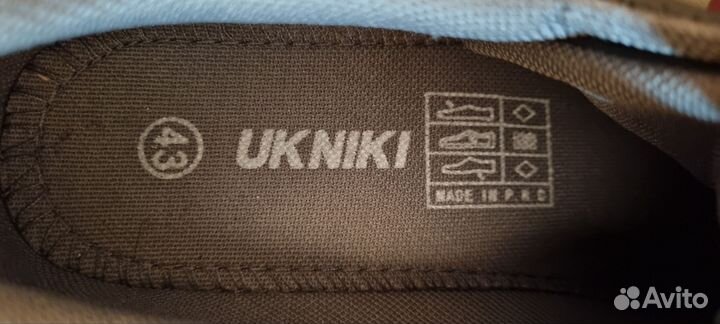 43
UKNIKI
MADE IN P. R. C
Avito